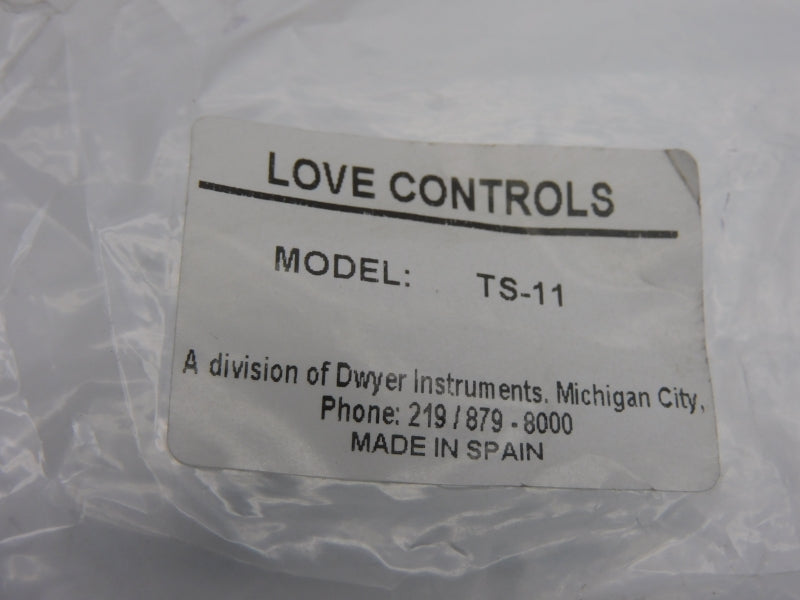 LOVE CONTROLS
MODEL: TS-11
A division of Dwyer Instruments. Michigan City,
Phone: 219 / 879 - 8000
MADE IN SPAIN